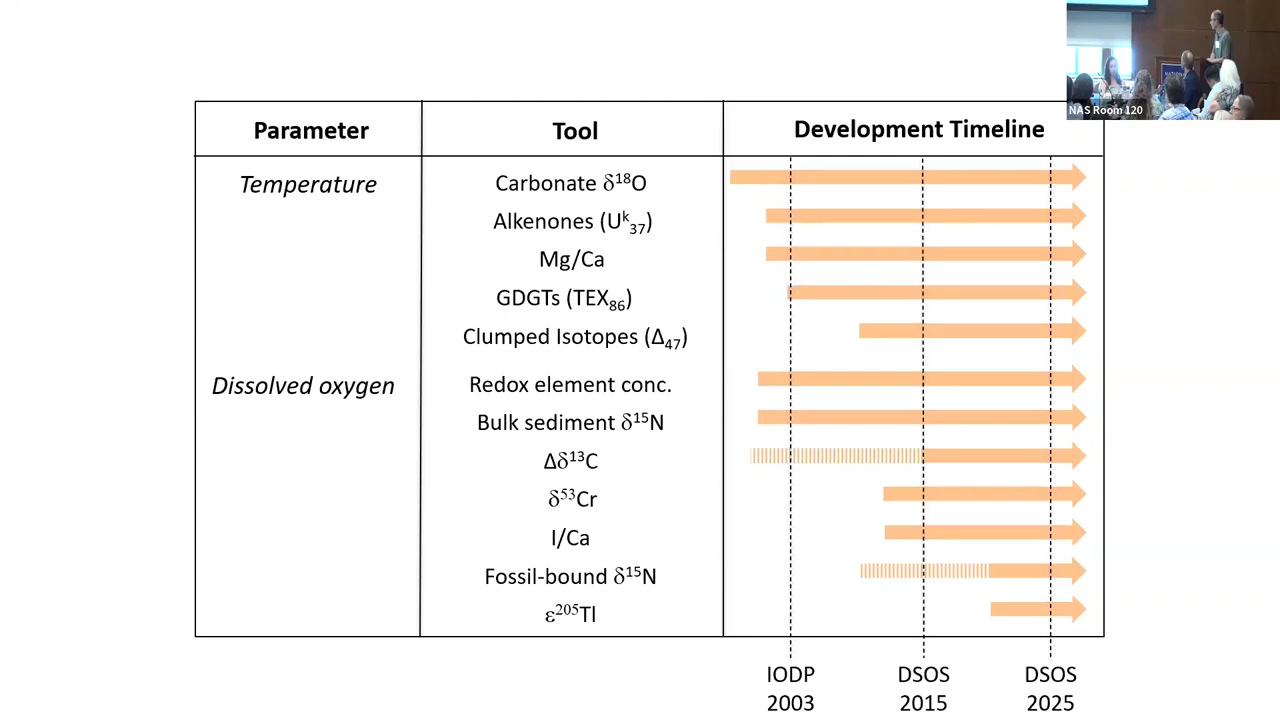 NAS Room 120
Parameter Tool Development Timeline
Temperature Carbonate δ¹⁸O
Alkenones (Uᵏ₃₇)
Mg/Ca
GDGTs (TEX₈₆)
Clumped Isotopes (Δ₄₇)
Dissolved oxygen Redox element conc.
Bulk sediment δ¹⁵N
Δδ¹³C
δ⁵³Cr
I/Ca
Fossil-bound δ¹⁵N
ε²⁰⁵Tl
IODP DSOS DSOS
2003 2015 2025